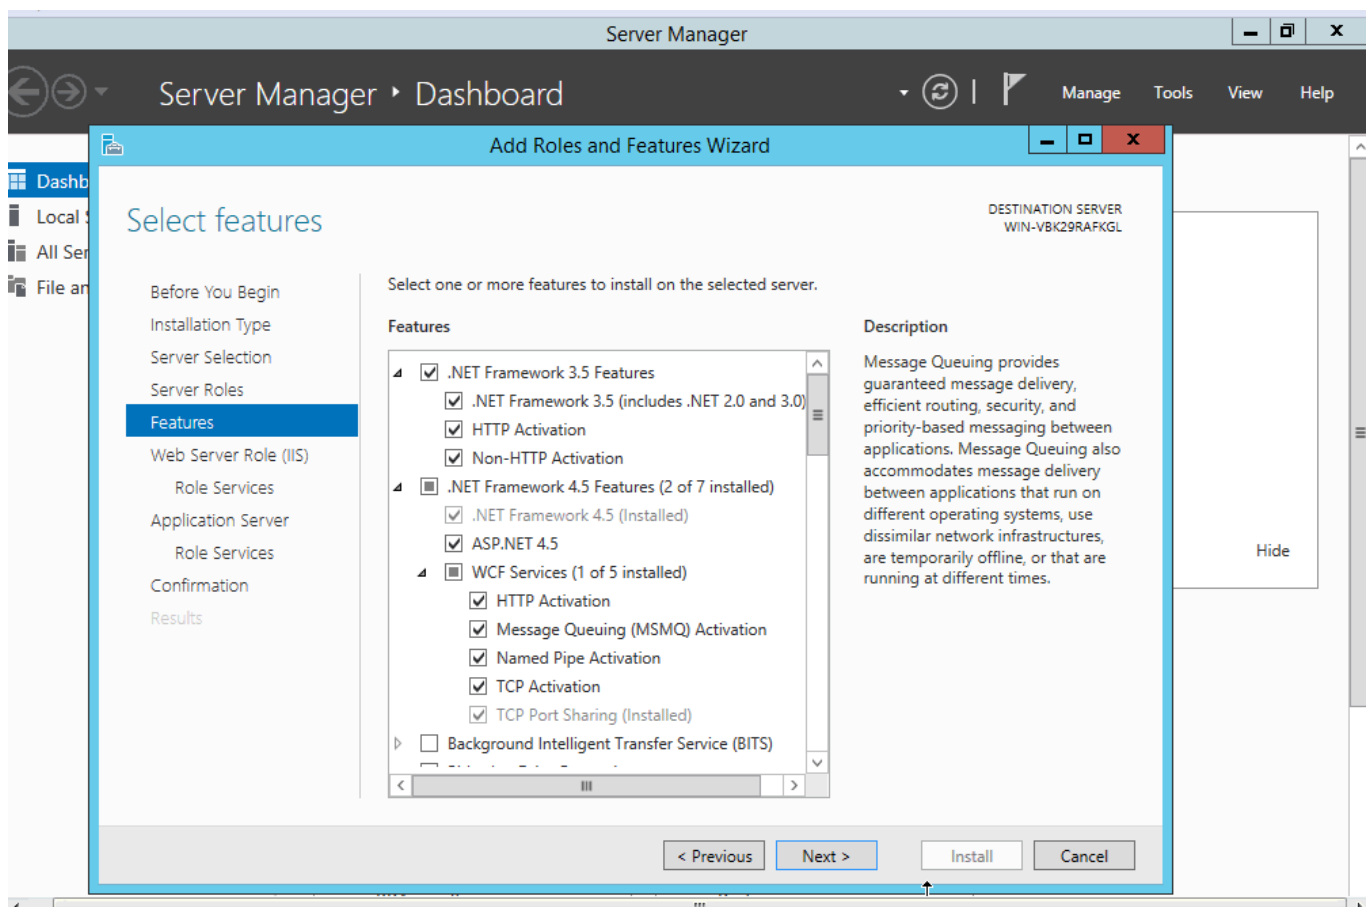 Server Manager
Server Manager • Dashboard
Manage Tools View Help
Add Roles and Features Wizard
Dashb
Local S
All Ser
File an
Select features
DESTINATION SERVER
WIN-VBK29RAFKGL
Before You Begin
Installation Type
Server Selection
Server Roles
Features
Web Server Role (IIS)
Role Services
Application Server
Role Services
Confirmation
Results
Select one or more features to install on the selected server.
Features
.NET Framework 3.5 Features
.NET Framework 3.5 (includes .NET 2.0 and 3.0)
HTTP Activation
Non-HTTP Activation
.NET Framework 4.5 Features (2 of 7 installed)
.NET Framework 4.5 (Installed)
ASP.NET 4.5
WCF Services (1 of 5 installed)
HTTP Activation
Message Queuing (MSMQ) Activation
Named Pipe Activation
TCP Activation
TCP Port Sharing (Installed)
Background Intelligent Transfer Service (BITS)
Description
Message Queuing provides
guaranteed message delivery,
efficient routing, security, and
priority-based messaging between
applications. Message Queuing also
accommodates message delivery
between applications that run on
different operating systems, use
dissimilar network infrastructures,
are temporarily offline, or that are
running at different times.
Hide
< Previous
Next >
Install
Cancel